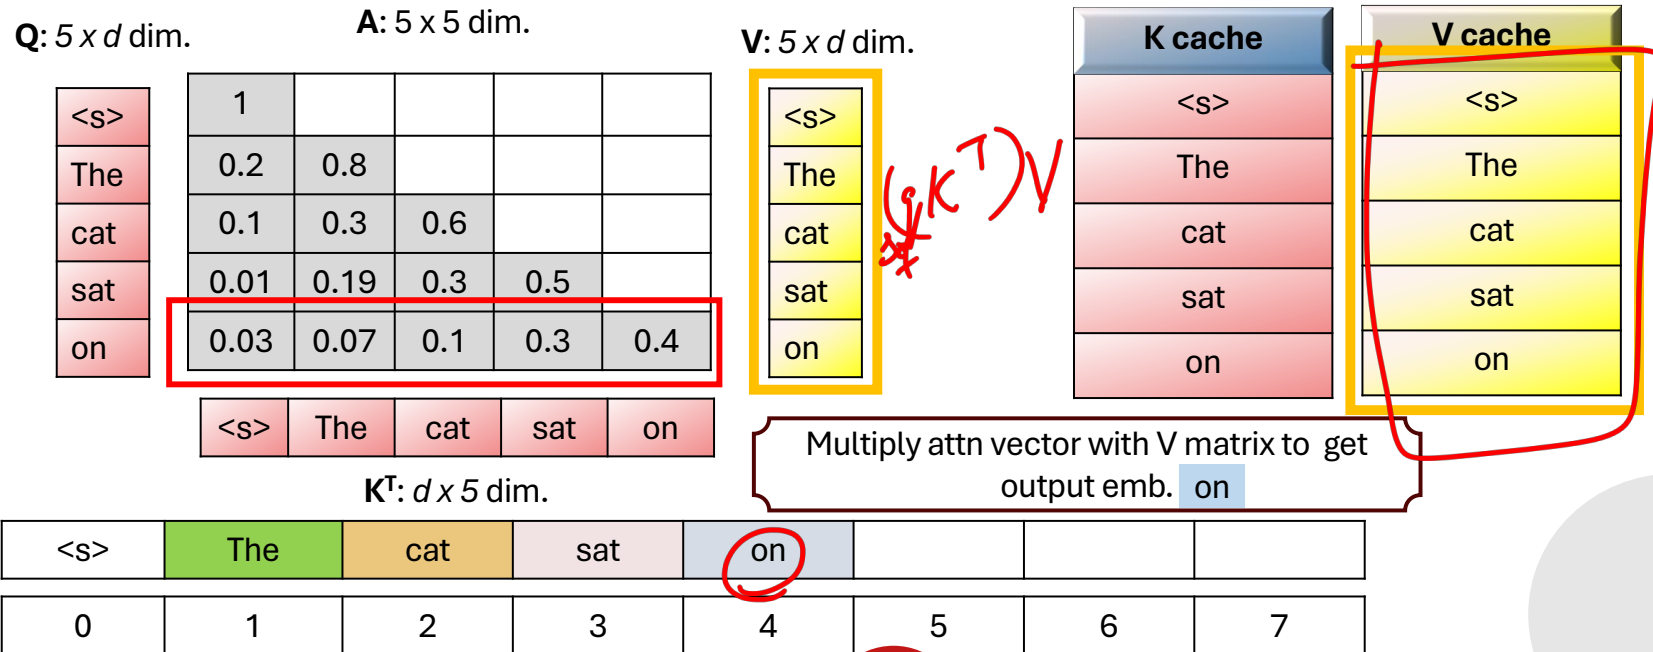 Q: 5 x d dim.
A: 5 x 5 dim.
V: 5 x d dim.
K cache
V cache
<s>
The
cat
sat
on
1
0.2 0.8
0.1 0.3 0.6
0.01 0.19 0.3 0.5
0.03 0.07 0.1 0.3 0.4
<s> The cat sat on
K^T: d x 5 dim.
<s>
The
cat
sat
on
K^T)V
<s>
The
cat
sat
on
<s>
The
cat
sat
on
Multiply attn vector with V matrix to get
output emb. on
<s> The cat sat on
0 1 2 3 4 5 6 7